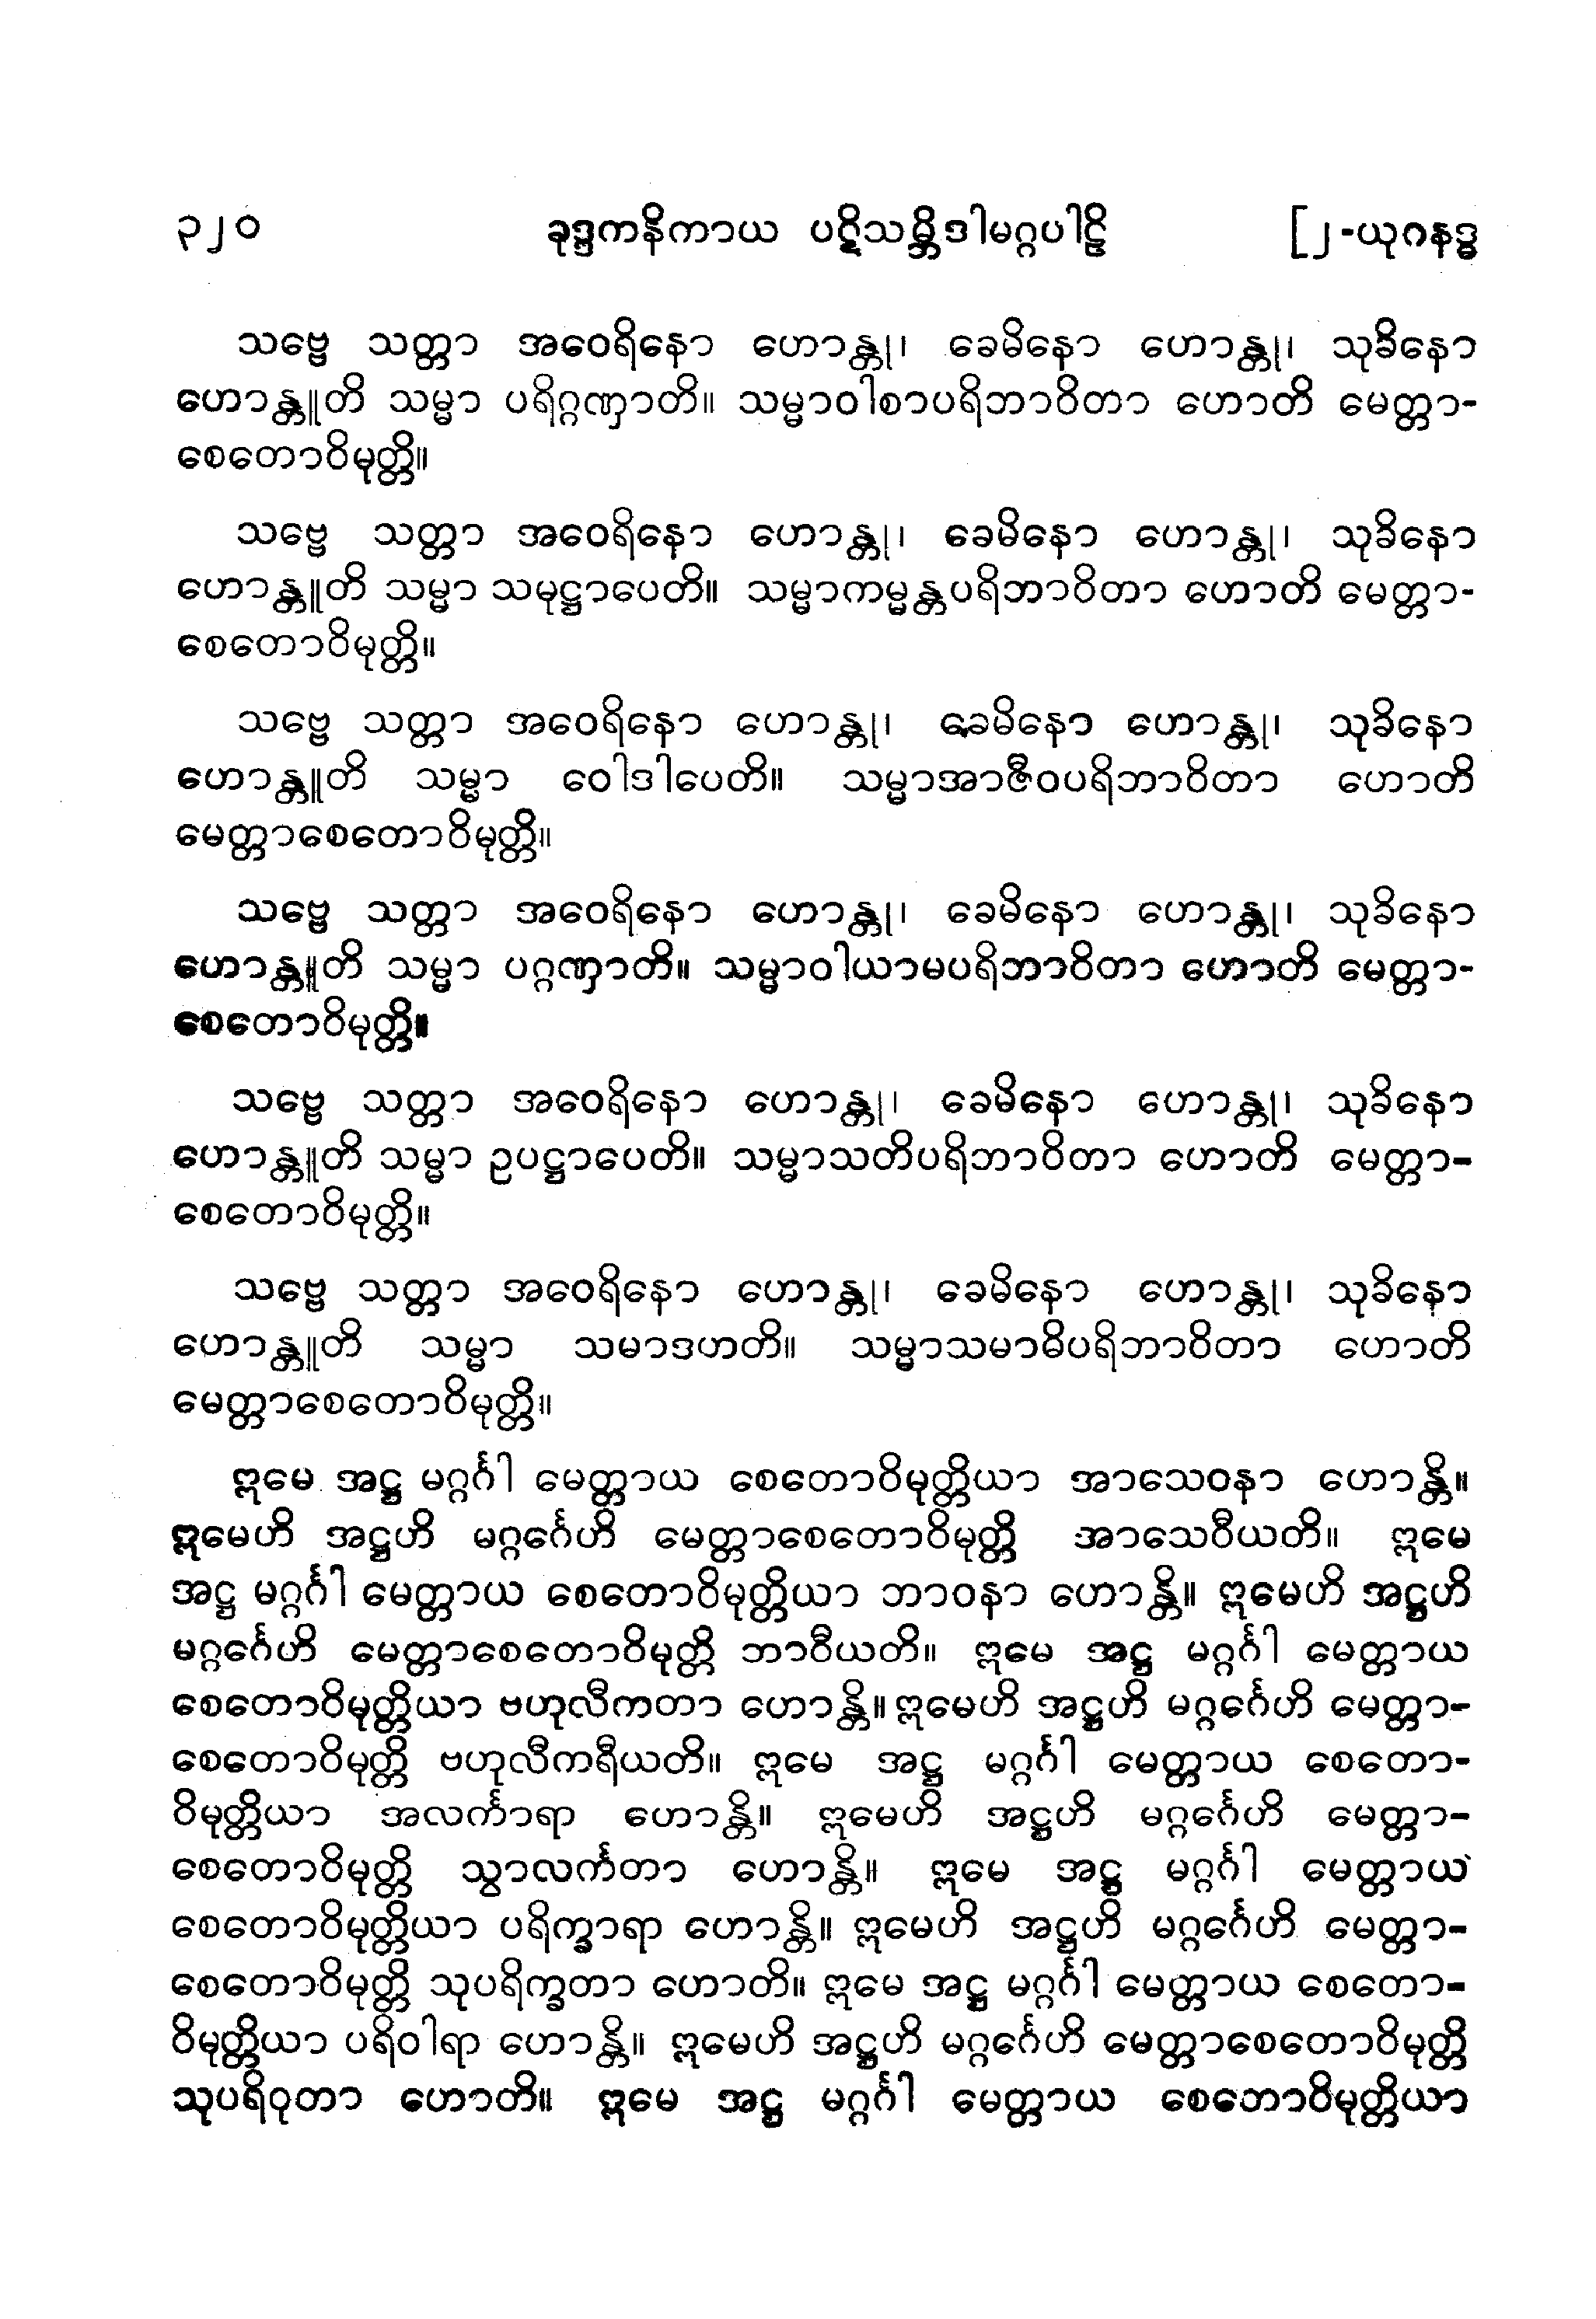 ၃၂၀ ခုဒ္ဒကနိကာယ ပဋိသမ္ဘိဒါမဂ္ဂပါဠိ [၂-ယုဂနဒ္ဓ
သဗ္ဗေ သတ္တာ အဝေရိနော ဟောန္တု၊ ခေမိနော ဟောန္တု၊ သုခိနော
ဟောန္တူတိ သမ္မာ ပရိဂ္ဂဏှာတိ။ သမ္မာဝါစာပရိဘာဝိတာ ဟောတိ မေတ္တာ-
စေတောဝိမုတ္တိ။
သဗ္ဗေ သတ္တာ အဝေရိနော ဟောန္တု၊ ခေမိနော ဟောန္တု၊ သုခိနော
ဟောန္တူတိ သမ္မာ သမုဋ္ဌာပေတိ။ သမ္မာကမ္မန္တပရိဘာဝိတာ ဟောတိ မေတ္တာ-
စေတောဝိမုတ္တိ။
သဗ္ဗေ သတ္တာ အဝေရိနော ဟောန္တု၊ ခေမိနော ဟောန္တု၊ သုခိနော
ဟောန္တူတိ သမ္မာ ဝေါဒါပေတိ။ သမ္မာအာဇီဝပရိဘာဝိတာ ဟောတိ
မေတ္တာစေတောဝိမုတ္တိ။
သဗ္ဗေ သတ္တာ အဝေရိနော ဟောန္တု၊ ခေမိနော ဟောန္တု၊ သုခိနော
ဟောန္တူတိ သမ္မာ ပဂ္ဂဏှာတိ။ သမ္မာဝါယာမပရိဘာဝိတာ ဟောတိ မေတ္တာ-
စေတောဝိမုတ္တိ။
သဗ္ဗေ သတ္တာ အဝေရိနော ဟောန္တု၊ ခေမိနော ဟောန္တု၊ သုခိနော
ဟောန္တူတိ သမ္မာ ဥပဋ္ဌာပေတိ။ သမ္မာသတိပရိဘာဝိတာ ဟောတိ မေတ္တာ-
စေတောဝိမုတ္တိ။
သဗ္ဗေ သတ္တာ အဝေရိနော ဟောန္တု၊ ခေမိနော ဟောန္တု၊ သုခိနော
ဟောန္တူတိ သမ္မာ သမာဒဟတိ။ သမ္မာသမာဓိပရိဘာဝိတာ ဟောတိ
မေတ္တာစေတောဝိမုတ္တိ။
ဣမေ အဋ္ဌ မဂ္ဂင်္ဂါ မေတ္တာယ စေတောဝိမုတ္တိယာ အာသေဝနာ ဟောန္တိ။
ဣမေဟိ အဋ္ဌဟိ မဂ္ဂင်္ဂေဟိ မေတ္တာစေတောဝိမုတ္တိ အာသေဝီယတိ။ ဣမေ
အဋ္ဌ မဂ္ဂင်္ဂါ မေတ္တာယ စေတောဝိမုတ္တိယာ ဘာဝနာ ဟောန္တိ။ ဣမေဟိ အဋ္ဌဟိ
မဂ္ဂင်္ဂေဟိ မေတ္တာစေတောဝိမုတ္တိ ဘာဝီယတိ။ ဣမေ အဋ္ဌ မဂ္ဂင်္ဂါ မေတ္တာယ
စေတောဝိမုတ္တိယာ ဗဟုလီကတာ ဟောန္တိ။ ဣမေဟိ အဋ္ဌဟိ မဂ္ဂင်္ဂေဟိ မေတ္တာ-
စေတောဝိမုတ္တိ ဗဟုလီကရီယတိ။ ဣမေ အဋ္ဌ မဂ္ဂင်္ဂါ မေတ္တာယ စေတော-
ဝိမုတ္တိယာ အလင်္ကာရာ ဟောန္တိ။ ဣမေဟိ အဋ္ဌဟိ မဂ္ဂင်္ဂေဟိ မေတ္တာ-
စေတောဝိမုတ္တိ သွာလင်္ကတာ ဟောန္တိ။ ဣမေ အဋ္ဌ မဂ္ဂင်္ဂါ မေတ္တာယ
စေတောဝိမုတ္တိယာ ပရိက္ခာရာ ဟောန္တိ။ ဣမေဟိ အဋ္ဌဟိ မဂ္ဂင်္ဂေဟိ မေတ္တာ-
စေတောဝိမုတ္တိ သုပရိက္ခတာ ဟောတိ။ ဣမေ အဋ္ဌ မဂ္ဂင်္ဂါ မေတ္တာယ စေတော-
ဝိမုတ္တိယာ ပရိဝါရာ ဟောန္တိ။ ဣမေဟိ အဋ္ဌဟိ မဂ္ဂင်္ဂေဟိ မေတ္တာစေတောဝိမုတ္တိ
သုပရိဝုတာ ဟောတိ။ ဣမေ အဋ္ဌ မဂ္ဂင်္ဂါ မေတ္တာယ စေတောဝိမုတ္တိယာ